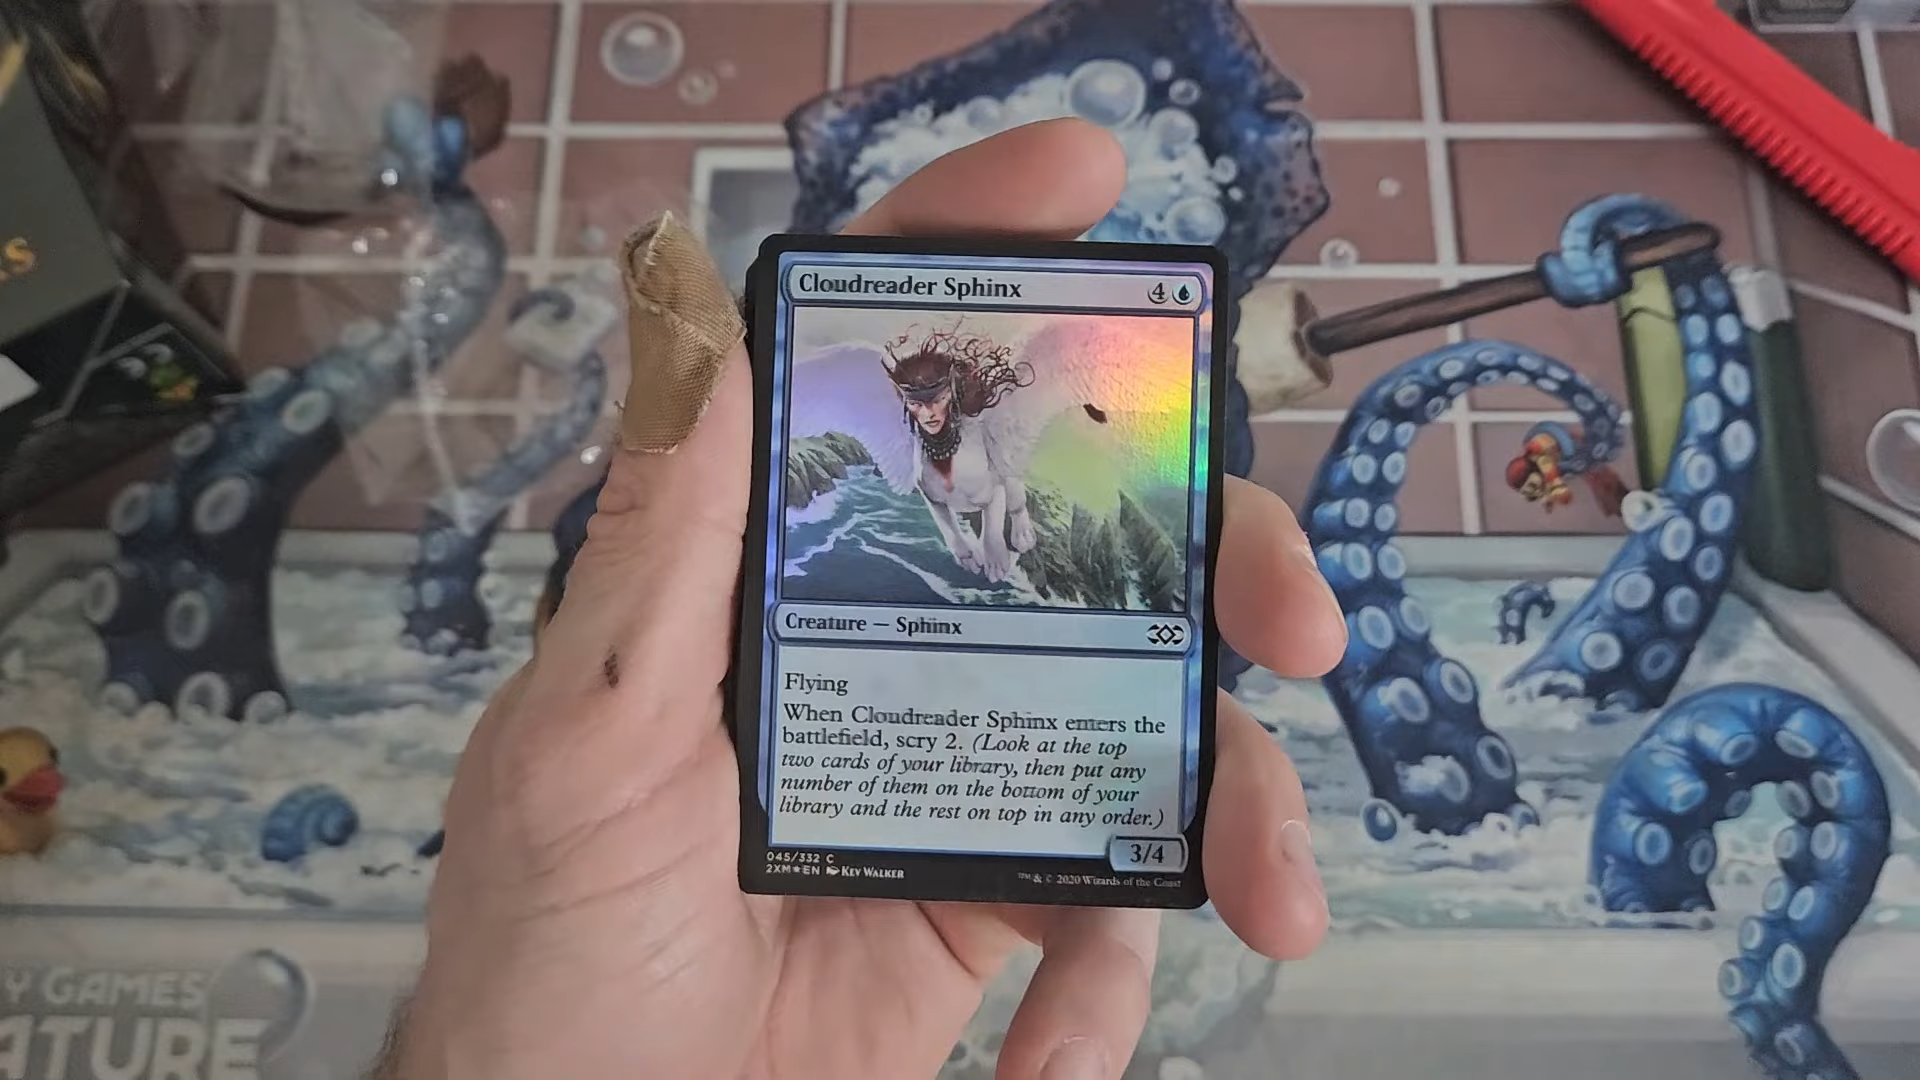 Cloudreader Sphinx 4
Creature — Sphinx
Flying
When Cloudreader Sphinx enters the
battlefield, scry 2. (Look at the top
two cards of your library, then put any
number of them on the bottom of your
library and the rest on top in any order.)
3/4
045/332 C
2XM★EN Kev Walker
™ & © 2020 Wizards of the Coast
Y GAMES
ATURE